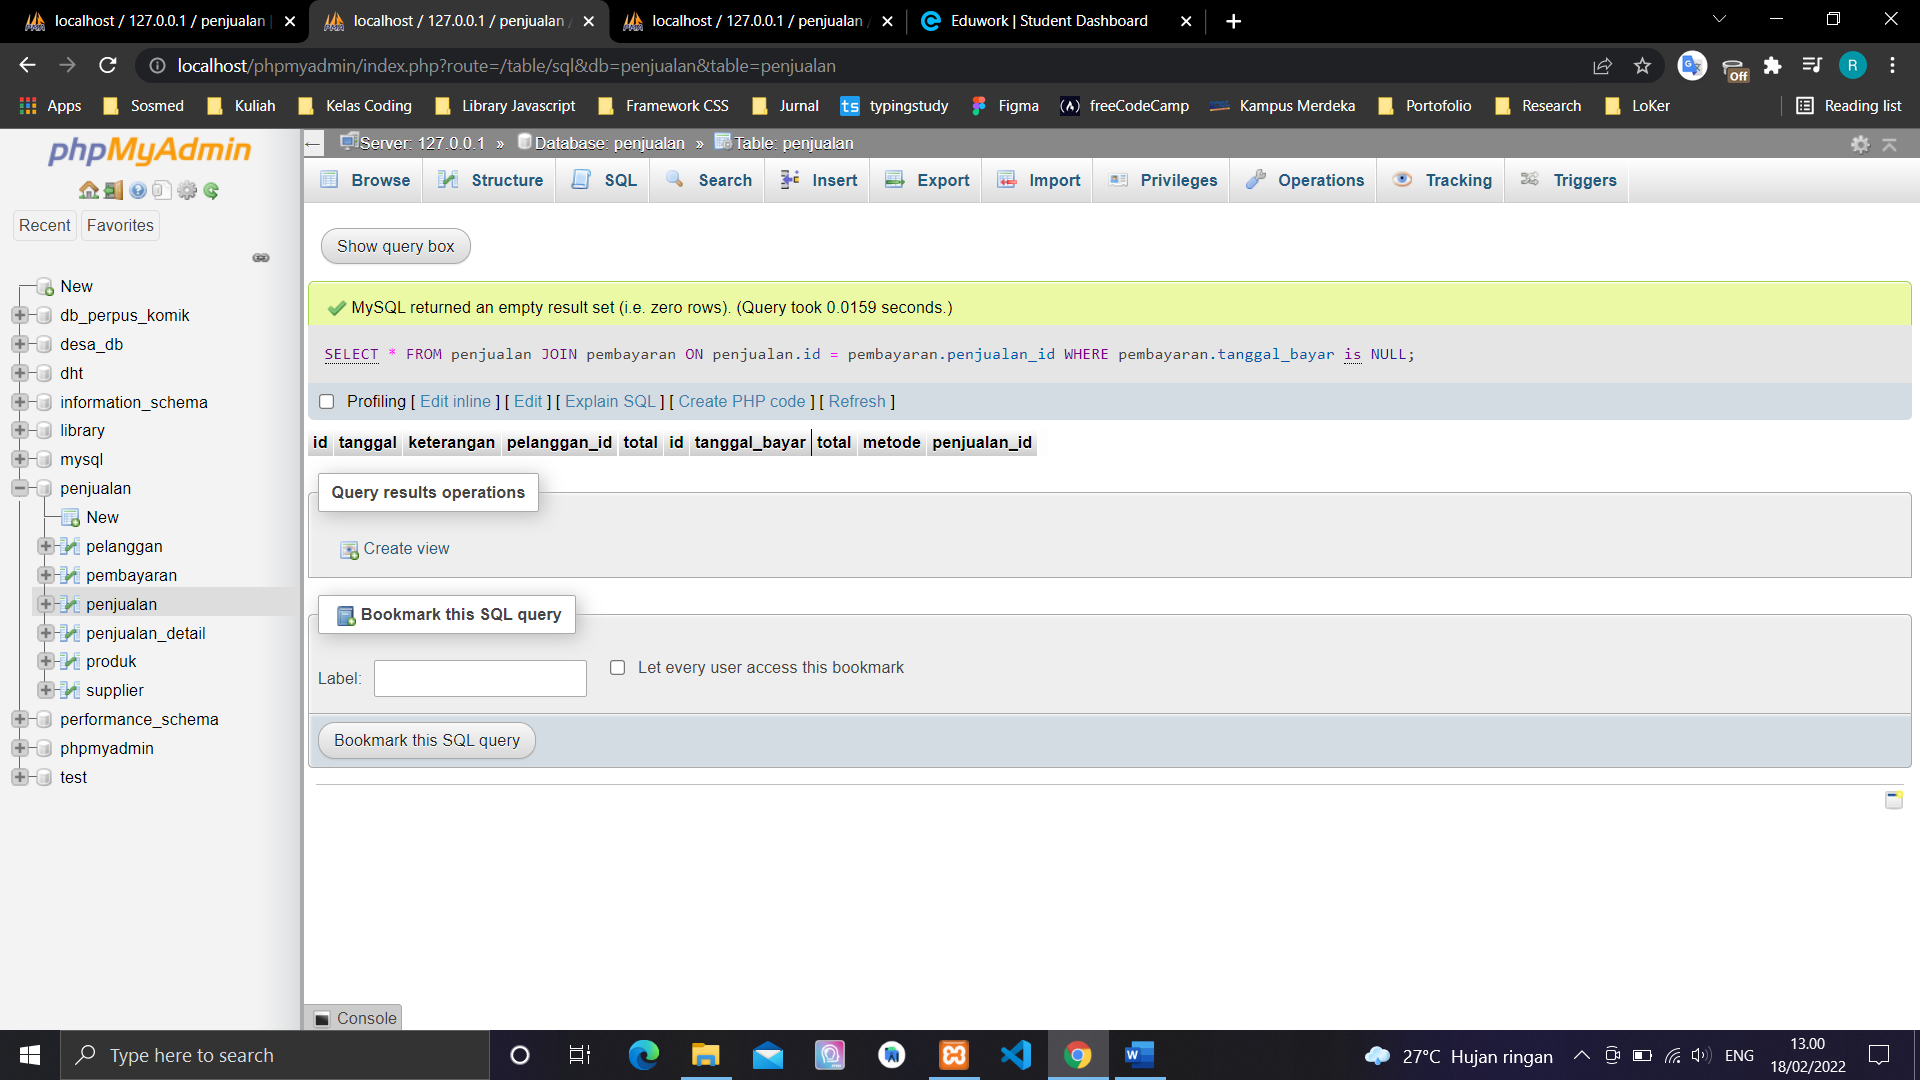 localhost / 127.0.0.1 / penjualan
localhost / 127.0.0.1 / penjualan
localhost / 127.0.0.1 / penjualan
Eduwork | Student Dashboard
localhost/phpmyadmin/index.php?route=/table/sql&db=penjualan&table=penjualan
Off
R
Apps
Sosmed
Kuliah
Kelas Coding
Library Javascript
Framework CSS
Jurnal
ts typingstudy
Figma
(A) freeCodeCamp
Kampus Merdeka
Portofolio
Research
LoKer
Reading list
phpMyAdmin
Recent
Favorites
New
db_perpus_komik
desa_db
dht
information_schema
library
mysql
penjualan
New
pelanggan
pembayaran
penjualan
penjualan_detail
produk
supplier
performance_schema
phpmyadmin
test
Server: 127.0.0.1 » Database: penjualan » Table: penjualan
Browse
Structure
SQL
Search
Insert
Export
Import
Privileges
Operations
Tracking
Triggers
Show query box
MySQL returned an empty result set (i.e. zero rows). (Query took 0.0159 seconds.)
SELECT * FROM penjualan JOIN pembayaran ON penjualan.id = pembayaran.penjualan_id WHERE pembayaran.tanggal_bayar is NULL;
Profiling [ Edit inline ] [ Edit ] [ Explain SQL ] [ Create PHP code ] [ Refresh ]
id tanggal keterangan pelanggan_id total id tanggal_bayar total metode penjualan_id
Query results operations
Create view
Bookmark this SQL query
Label:
Let every user access this bookmark
Bookmark this SQL query
Console
Type here to search
27°C Hujan ringan
ENG
13.00
18/02/2022